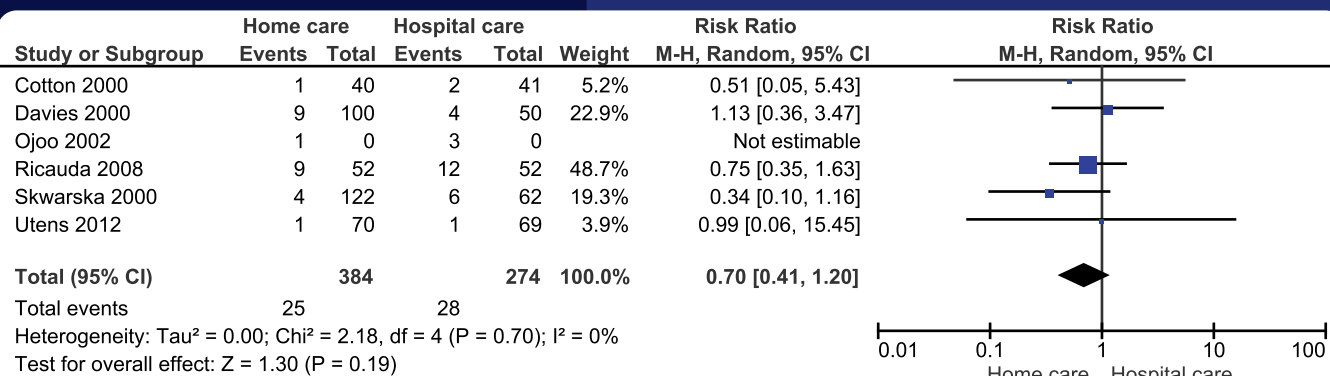 Home care Hospital care Risk Ratio Risk Ratio
Study or Subgroup Events Total Events Total Weight M-H, Random, 95% CI M-H, Random, 95% CI
Cotton 2000 1 40 2 41 5.2% 0.51 [0.05, 5.43]
Davies 2000 9 100 4 50 22.9% 1.13 [0.36, 3.47]
Ojoo 2002 1 0 3 0 Not estimable
Ricauda 2008 9 52 12 52 48.7% 0.75 [0.35, 1.63]
Skwarska 2000 4 122 6 62 19.3% 0.34 [0.10, 1.16]
Utens 2012 1 70 1 69 3.9% 0.99 [0.06, 15.45]
Total (95% CI) 384 274 100.0% 0.70 [0.41, 1.20]
Total events 25 28
Heterogeneity: Tau² = 0.00; Chi² = 2.18, df = 4 (P = 0.70); I² = 0%
Test for overall effect: Z = 1.30 (P = 0.19)
0.01 0.1 1 10 100
Home care Hospital care